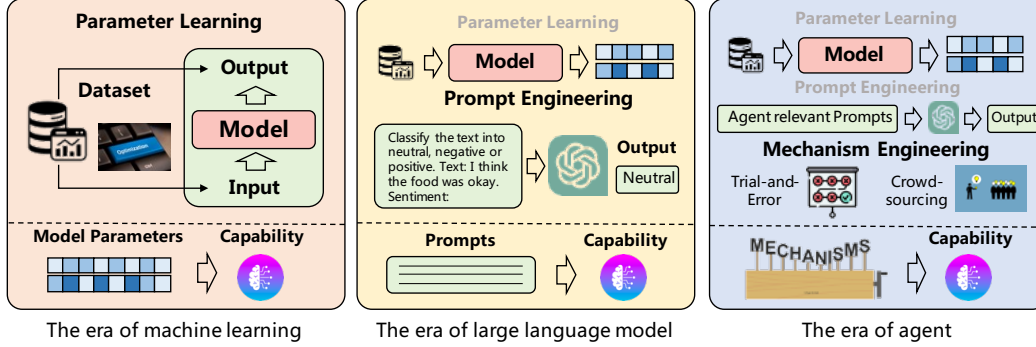 Parameter Learning
Output
Dataset
Optimization
Model
Input
Model Parameters
Capability
The era of machine learning
Parameter Learning
Model
Prompt Engineering
Classify the text into
neutral, negative or
positive. Text: I think
the food was okay.
Sentiment:
Output
Neutral
Prompts
Capability
The era of large language model
Parameter Learning
Model
Prompt Engineering
Agent relevant Prompts
Output
Mechanism Engineering
Trial-and-
Error
Crowd-
sourcing
MECHANISMS
Capability
The era of agent